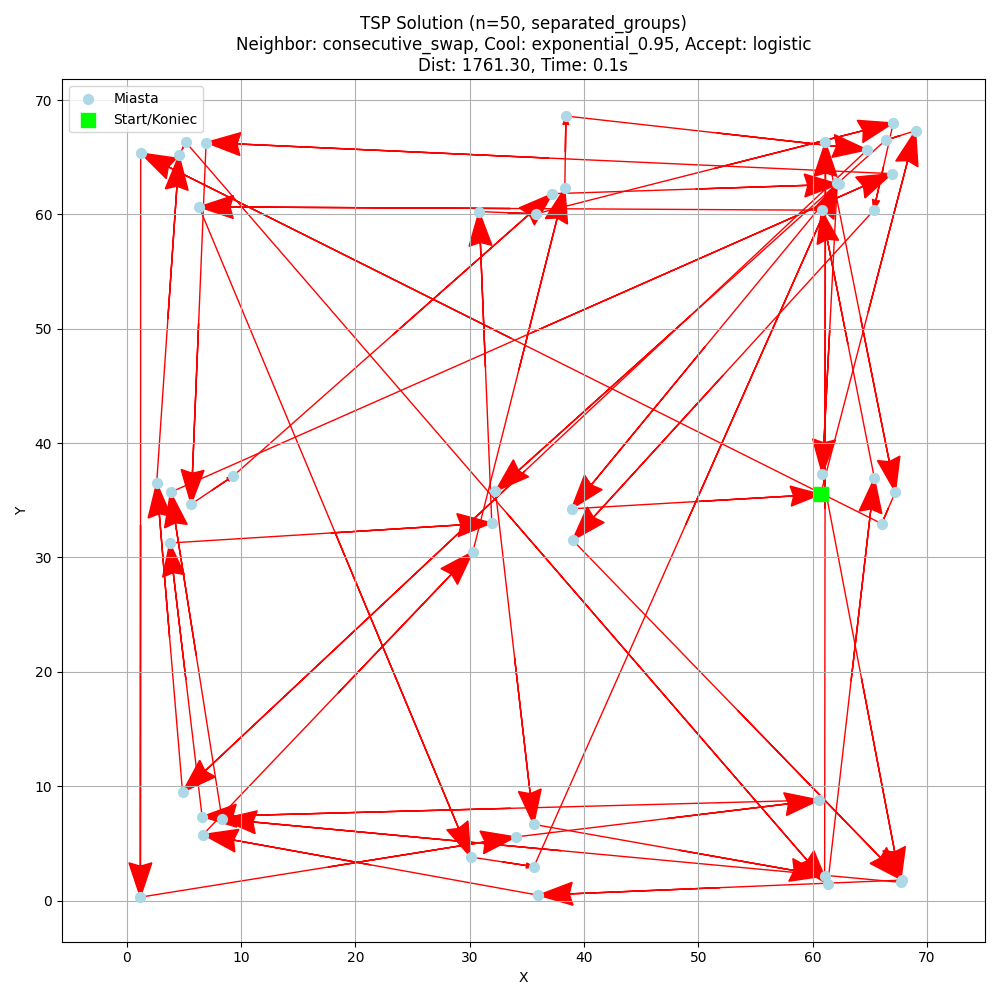 TSP Solution (n=50, separated_groups)
Neighbor: consecutive_swap, Cool: exponential_0.95, Accept: logistic
Dist: 1761.30, Time: 0.1s
Miasta
Start/Koniec
70
60
50
40
30
20
10
0
Y
0 10 20 30 40 50 60 70
X